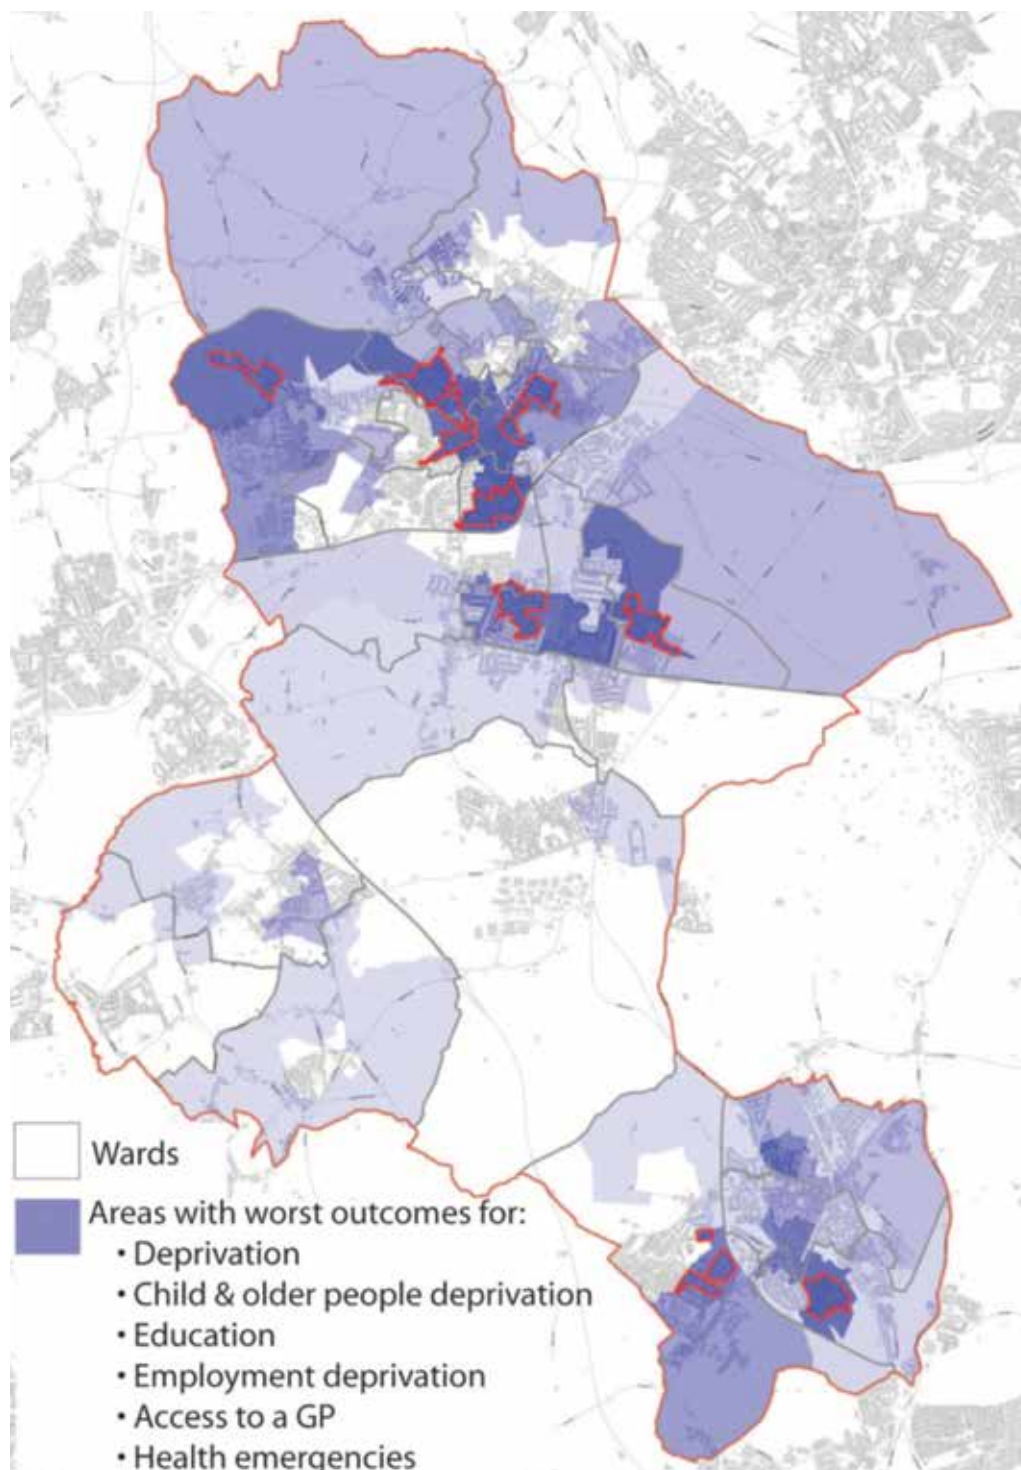 Wards
Areas with worst outcomes for:
• Deprivation
• Child & older people deprivation
• Education
• Employment deprivation
• Access to a GP
• Health emergencies